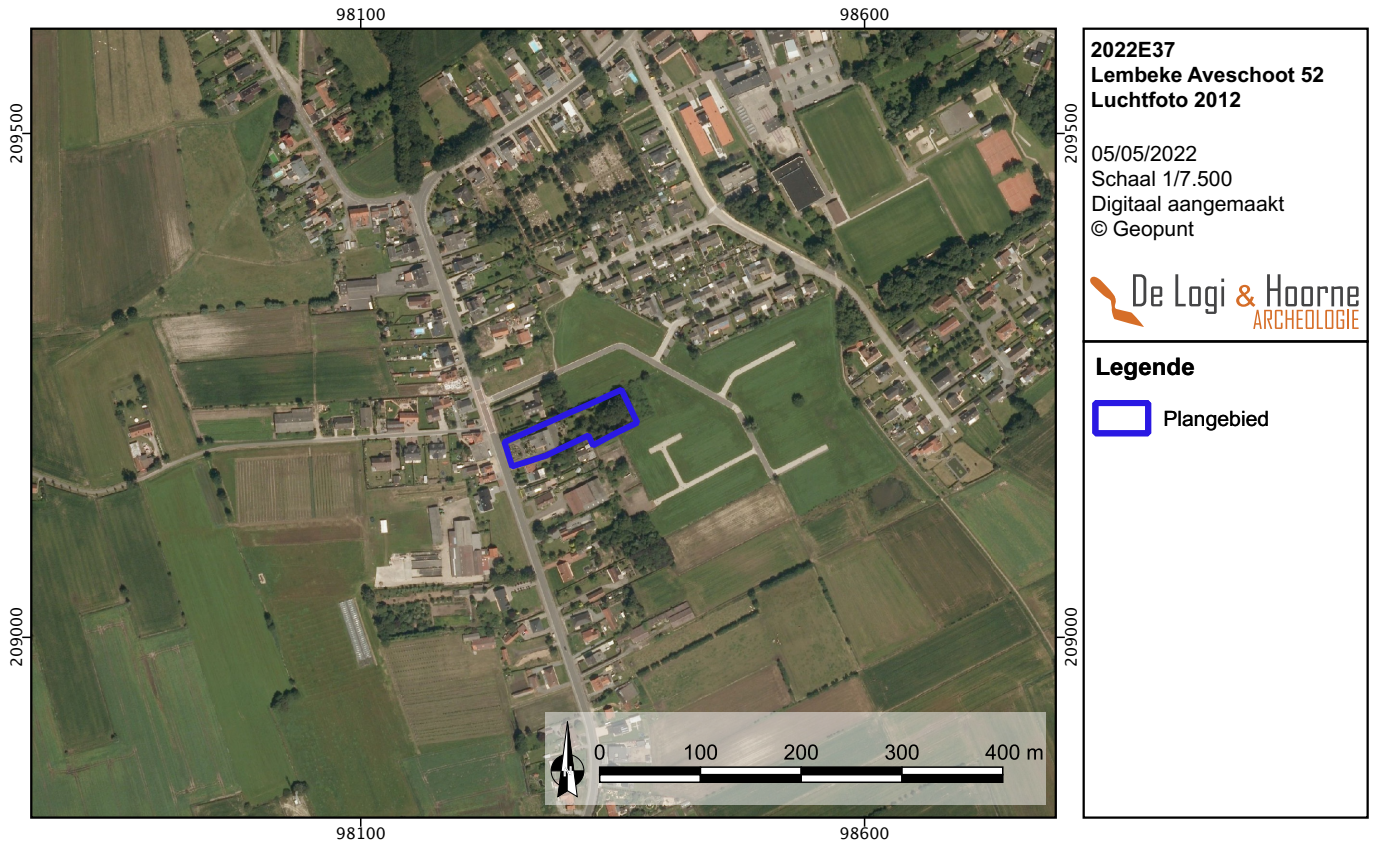 98100
98600
209500
209500
209000
209000
98100
98600
0 100 200 300 400 m
2022E37
Lembeke Aveschoot 52
Luchtfoto 2012
05/05/2022
Schaal 1/7.500
Digitaal aangemaakt
© Geopunt
De Logi & Hoorne
ARCHEOLOGIE
Legende
Plangebied